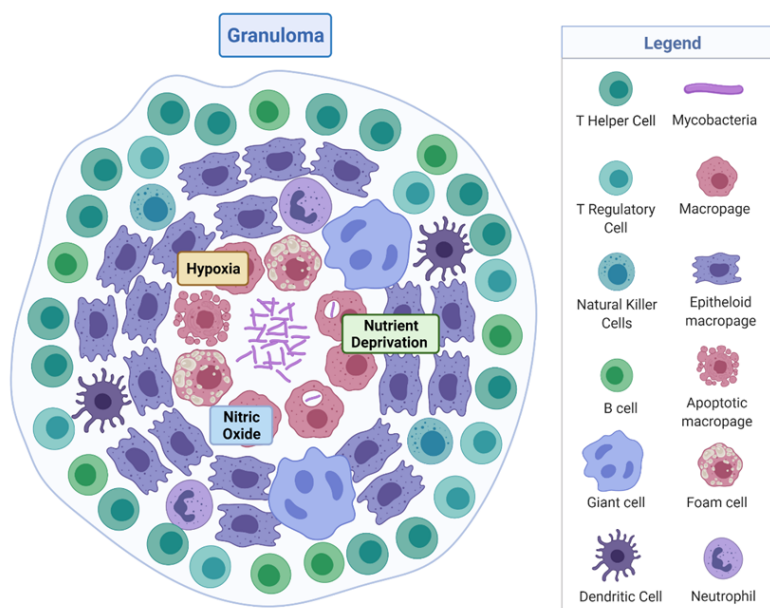 Granuloma
Hypoxia
Nutrient
Deprivation
Nitric
Oxide
Legend
T Helper Cell
Mycobacteria
T Regulatory
Cell
Macropage
Natural Killer
Cells
Epitheloid
macropage
B cell
Apoptotic
macropage
Giant cell
Foam cell
Dendritic Cell
Neutrophil